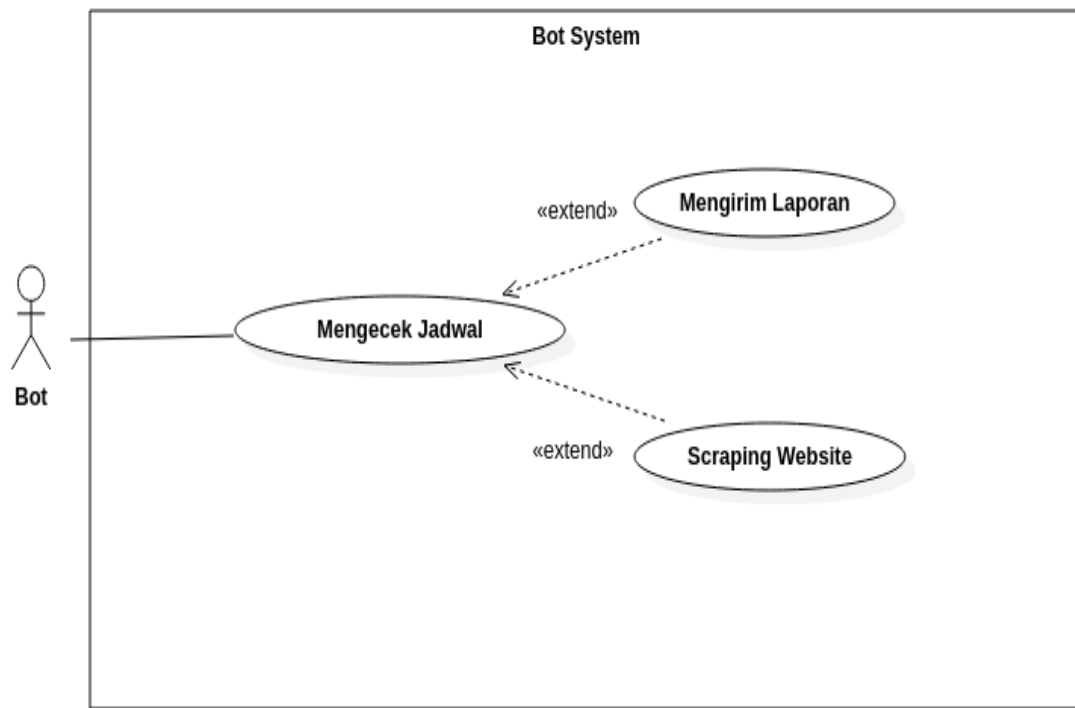 Bot System
Mengirim Laporan
«extend»
Mengecek Jadwal
Bot
«extend»
Scraping Website